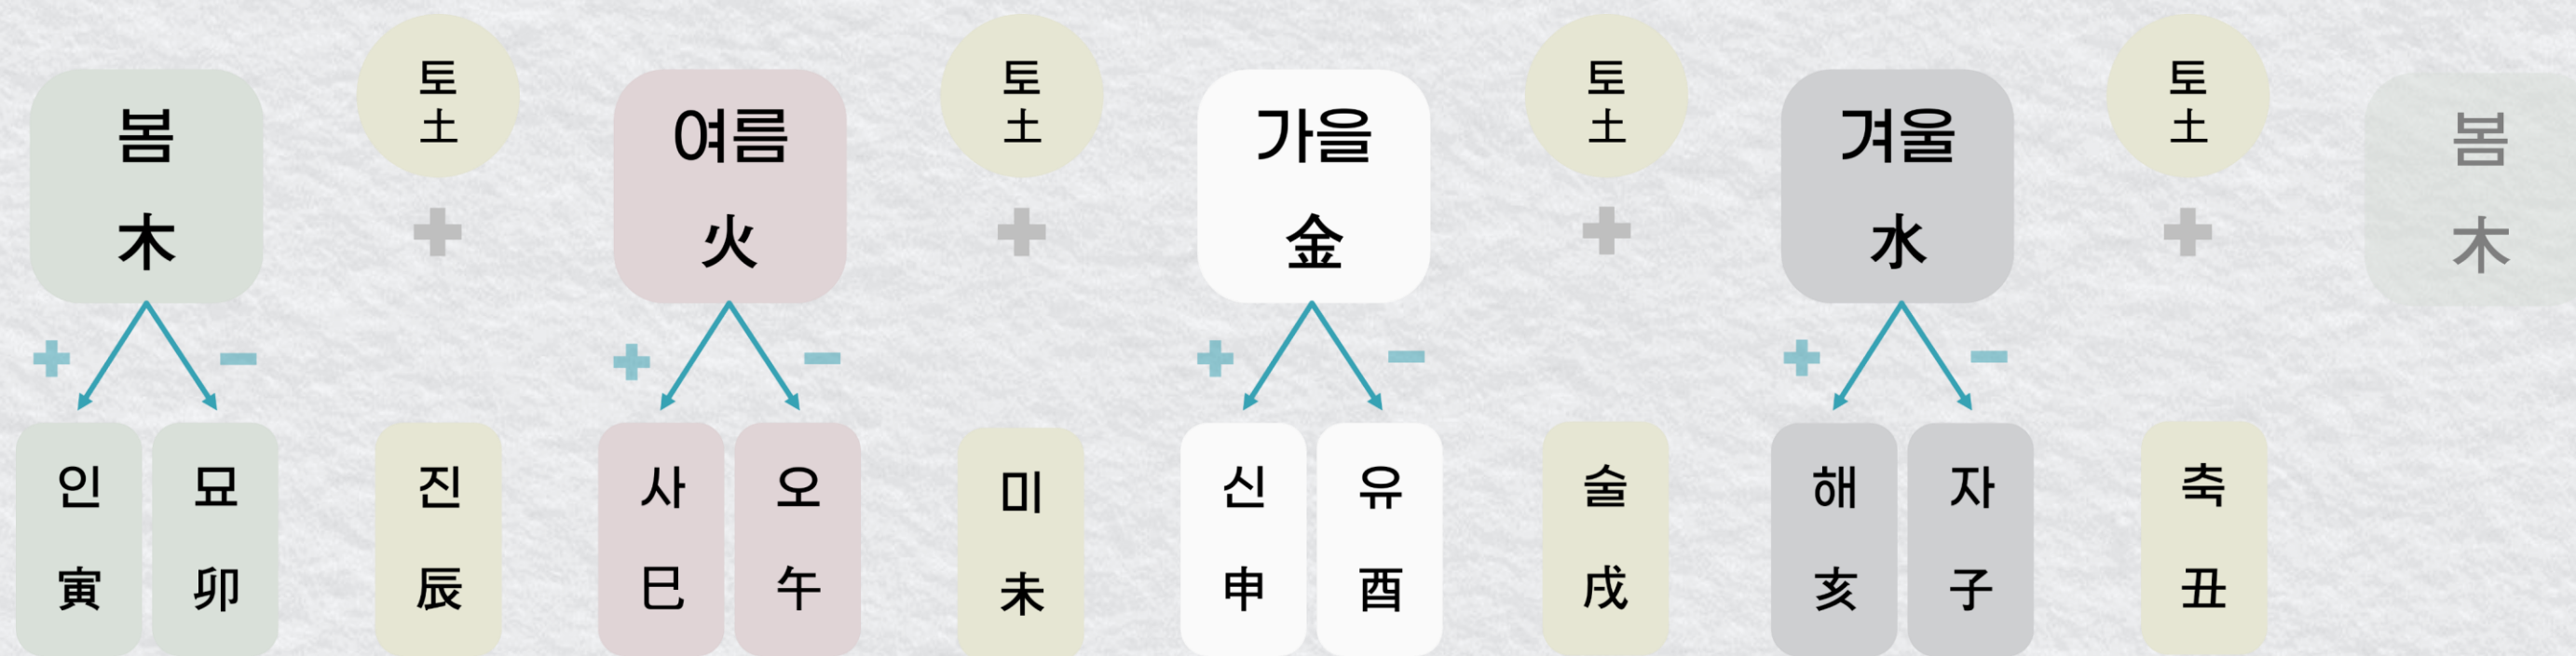 봄
木
토
土
여름
火
토
土
가을
金
토
土
겨울
水
토
土
봄
木
인
寅
묘
卯
진
辰
사
巳
오
午
미
未
신
申
유
酉
술
戌
해
亥
자
子
축
丑